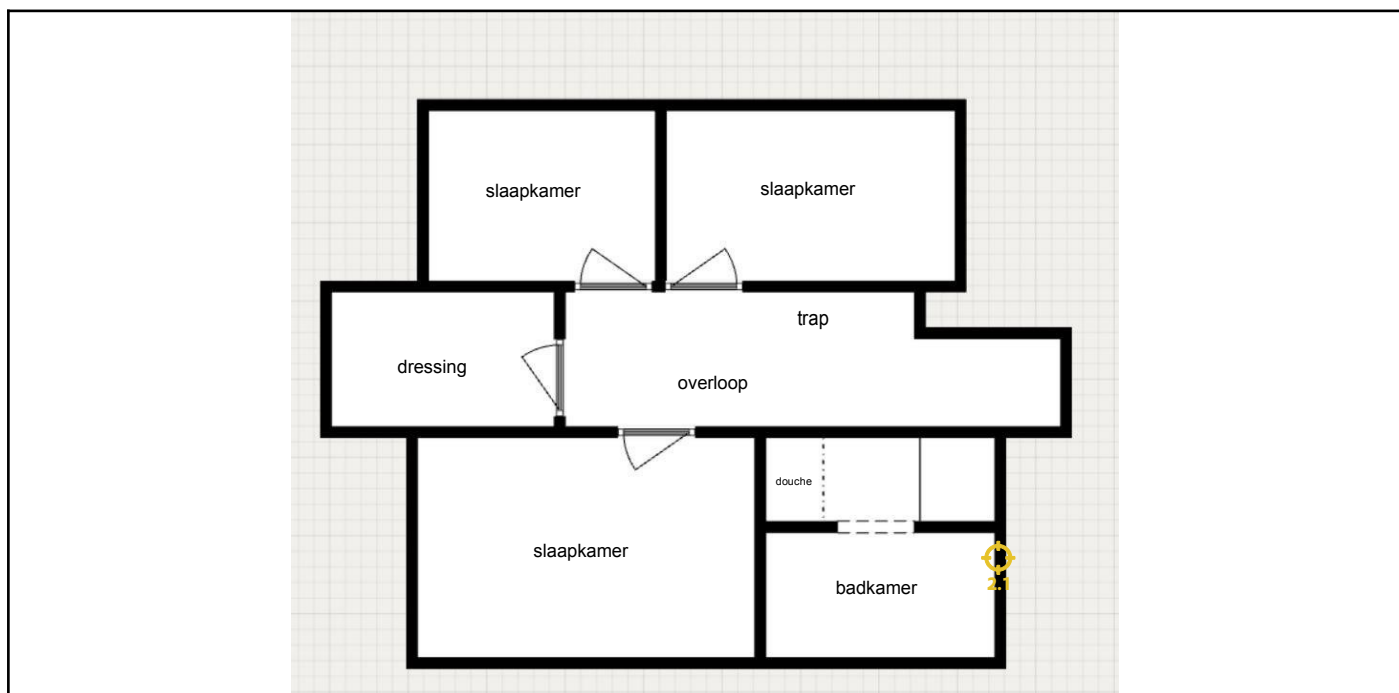 slaapkamer
slaapkamer
trap
dressing
overloop
douche
slaapkamer
badkamer
2.1